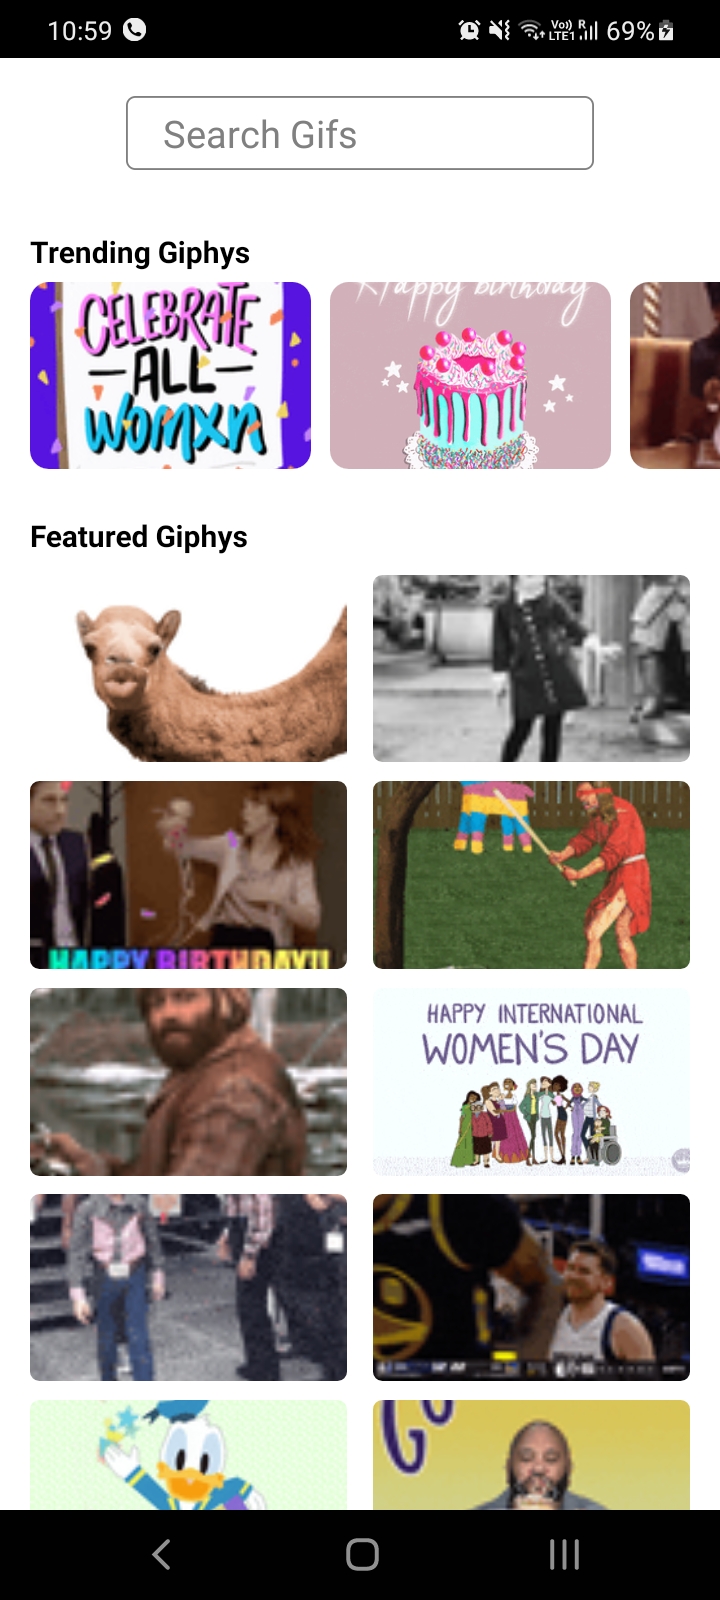 10:59
Vo)) R
LTE1 69%
Search Gifs
Trending Giphys
CELEBRATE
ALL
WOMXN
Happy birthday
Featured Giphys
HAPPY BIRTHDAY!!
HAPPY INTERNATIONAL
WOMEN'S DAY